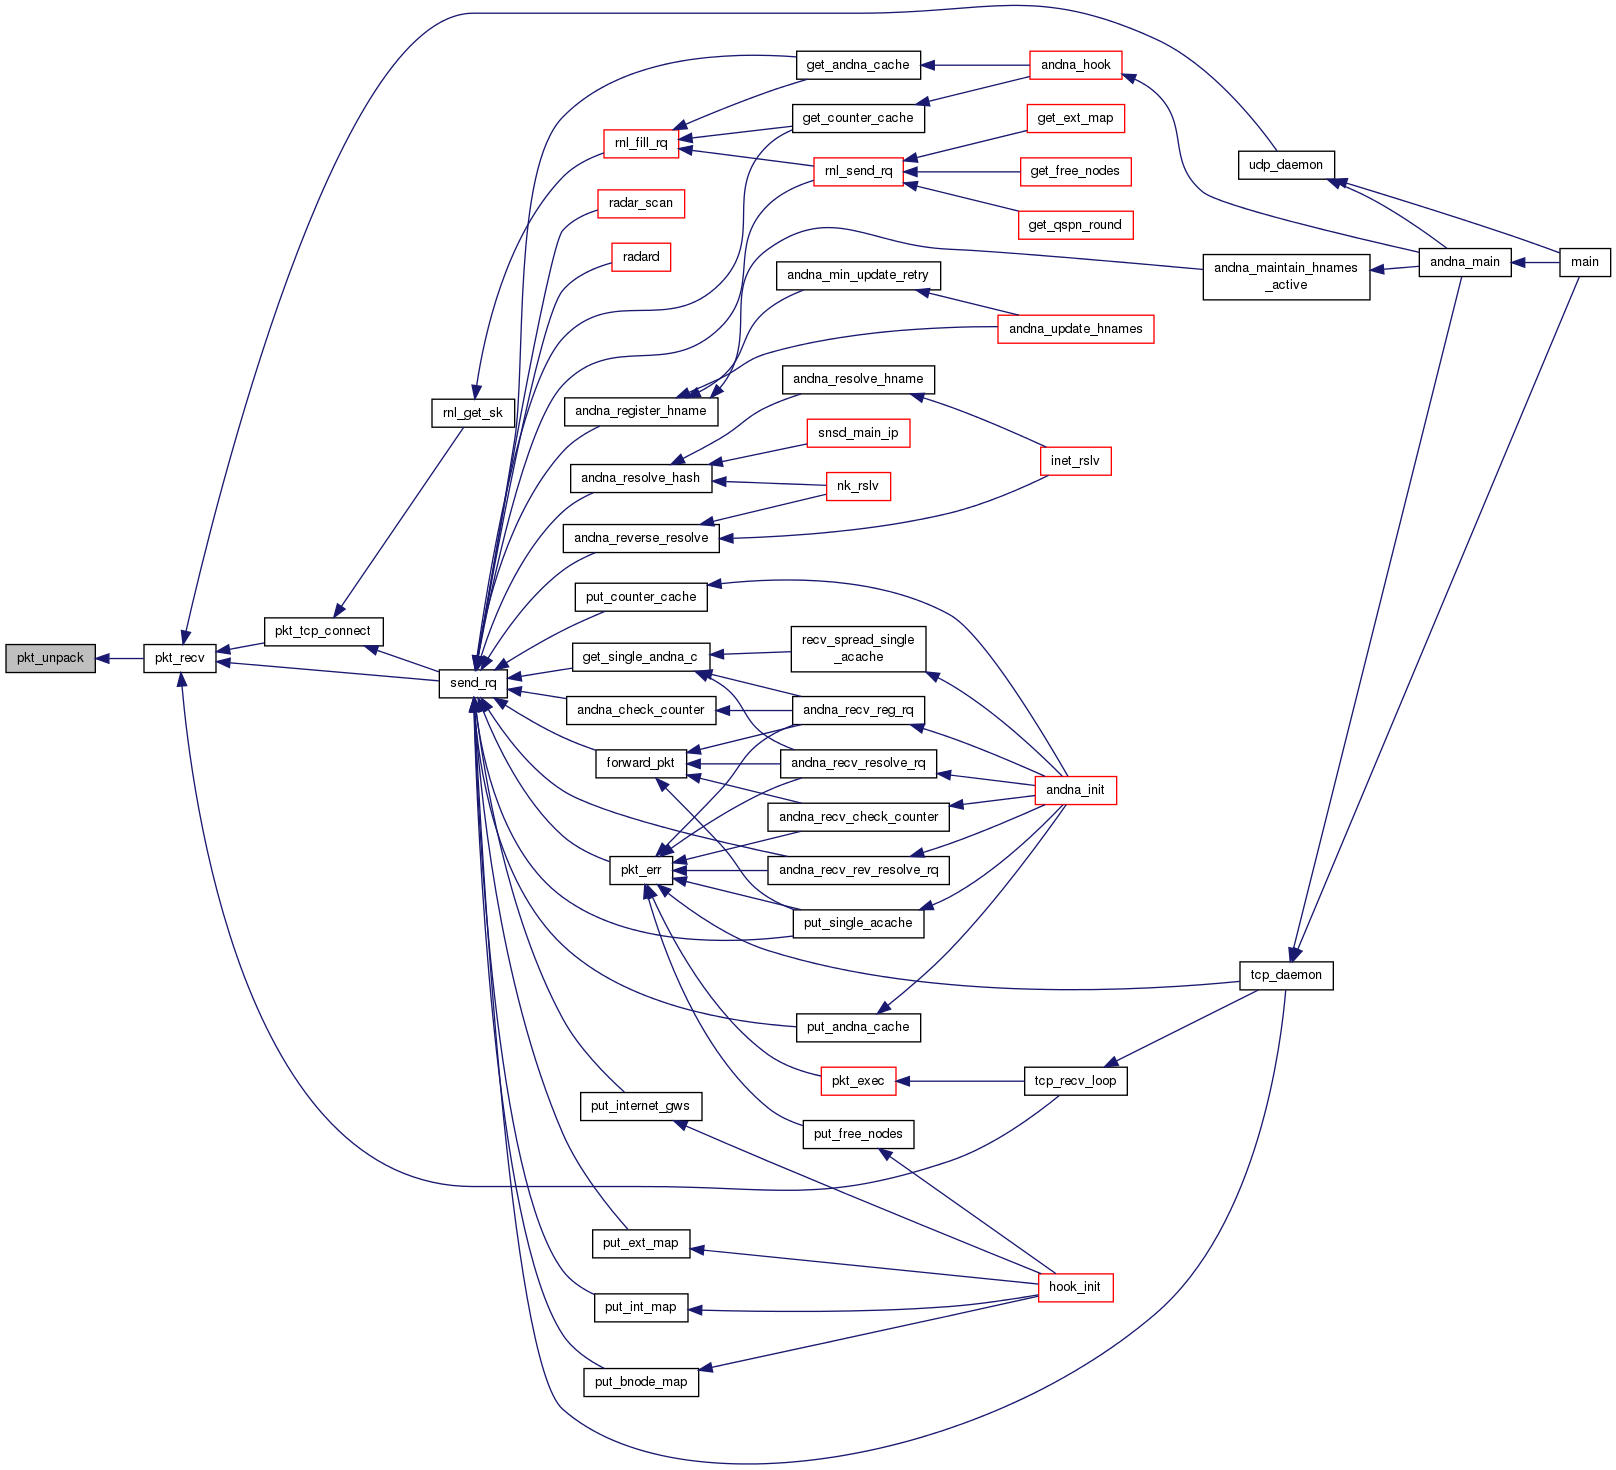 get_andna_cache
andna_hook
get_counter_cache
get_ext_map
rnl_fill_rq
udp_daemon
rnl_send_rq
get_free_nodes
radar_scan
get_qspn_round
radard
andna_main
main
andna_maintain_hnames
_active
andna_min_update_retry
andna_update_hnames
andna_resolve_hname
rnl_get_sk
andna_register_hname
snsd_main_ip
inet_rslv
andna_resolve_hash
nk_rslv
andna_reverse_resolve
put_counter_cache
pkt_tcp_connect
recv_spread_single
_acache
pkt_unpack
pkt_recv
get_single_andna_c
send_rq
andna_check_counter
andna_recv_reg_rq
forward_pkt
andna_recv_resolve_rq
andna_init
andna_recv_check_counter
pkt_err
andna_recv_rev_resolve_rq
put_single_acache
tcp_daemon
put_andna_cache
pkt_exec
tcp_recv_loop
put_internet_gws
put_free_nodes
put_ext_map
hook_init
put_int_map
put_bnode_map